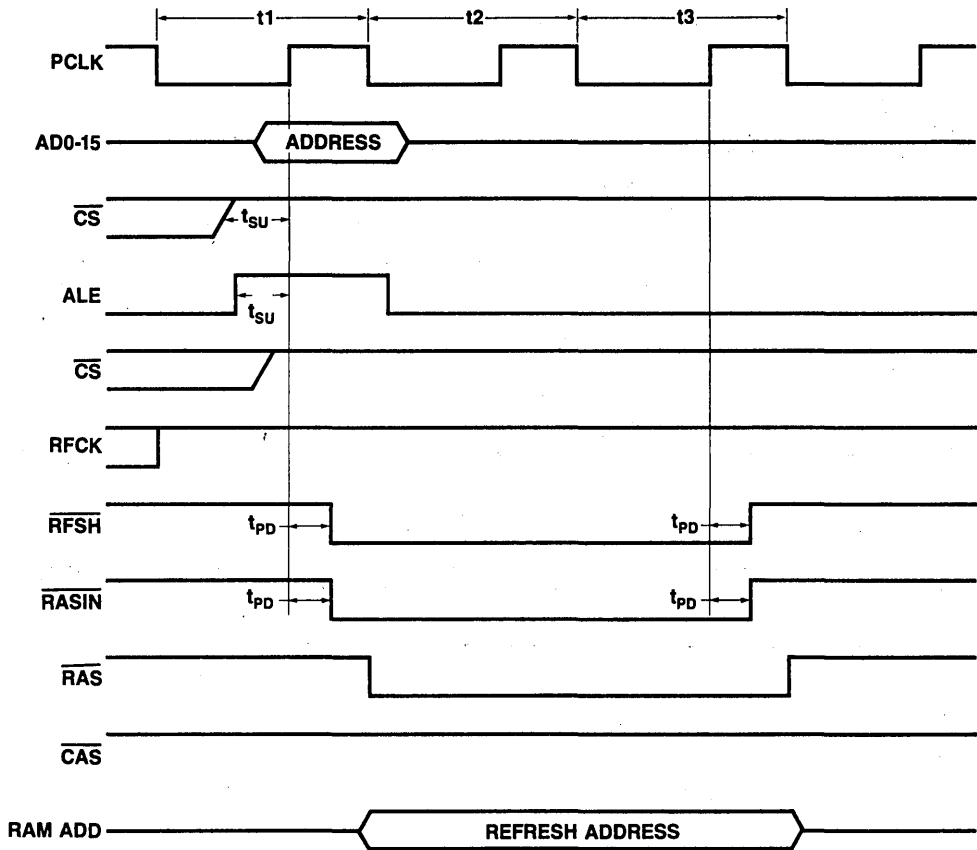 t1 t2 t3
PCLK
AD0-15 ADDRESS
CS tSU
ALE
tSU
CS
RFCK
RFSH tPD tPD
RASIN tPD tPD
RAS
CAS
RAM ADD REFRESH ADDRESS